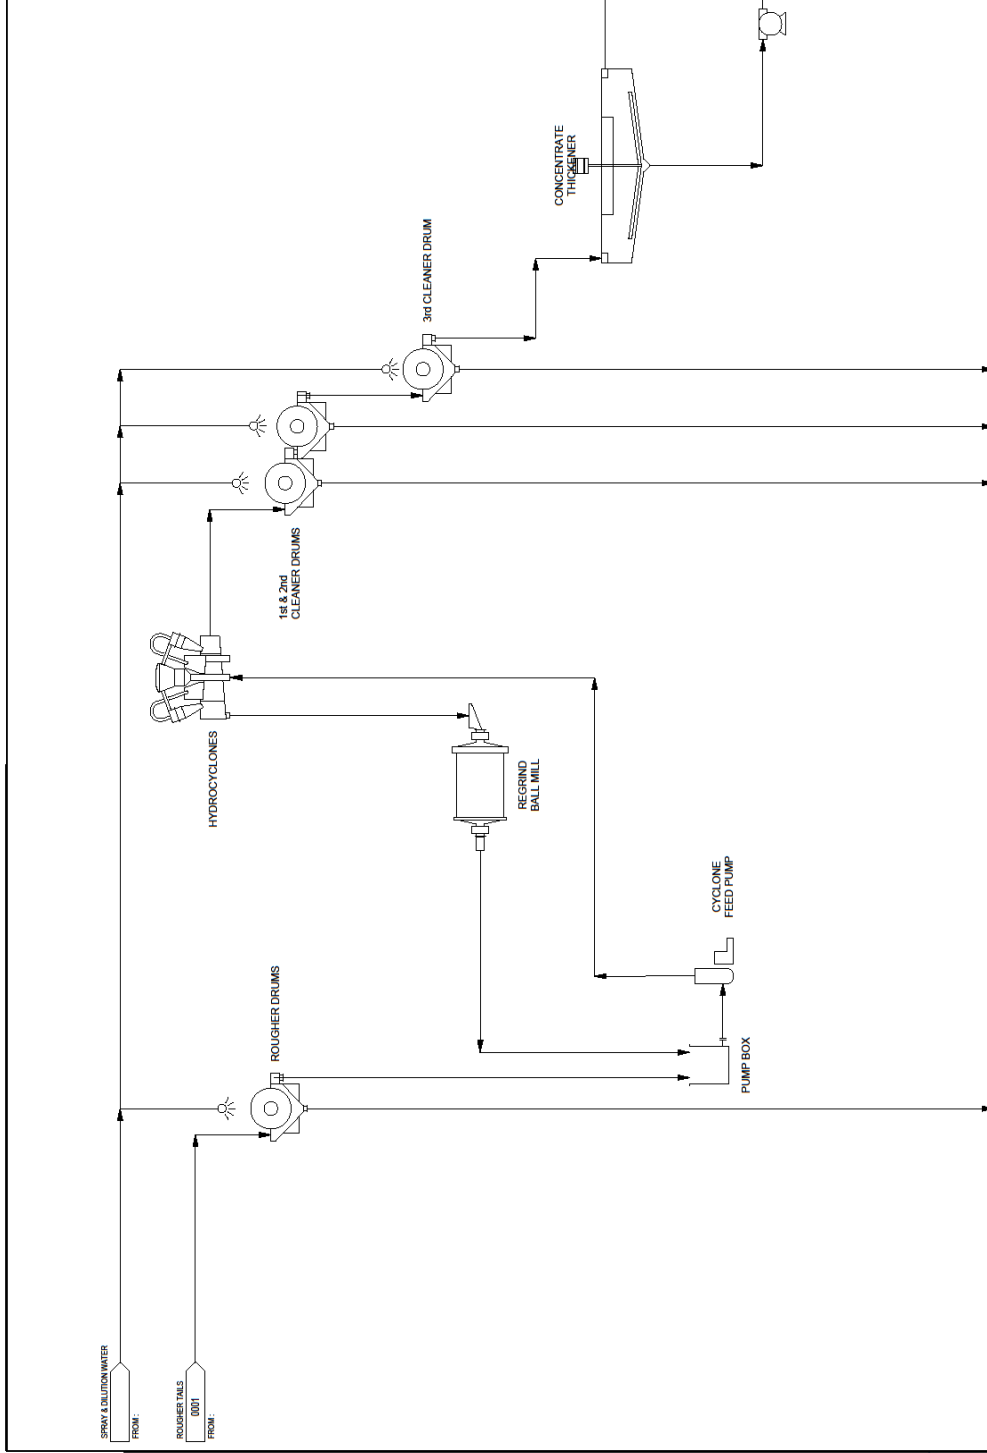 SPRAY & DILUTION WATER
FROM :
ROUGHER TAILS
0001
FROM :
ROUGHER DRUMS
PUMP BOX
CYCLONE
FEED PUMP
HYDROCYCLONES
REGRIND
BALL MILL
1st & 2nd
CLEANER DRUMS
3rd CLEANER DRUM
CONCENTRATE
THICKENER